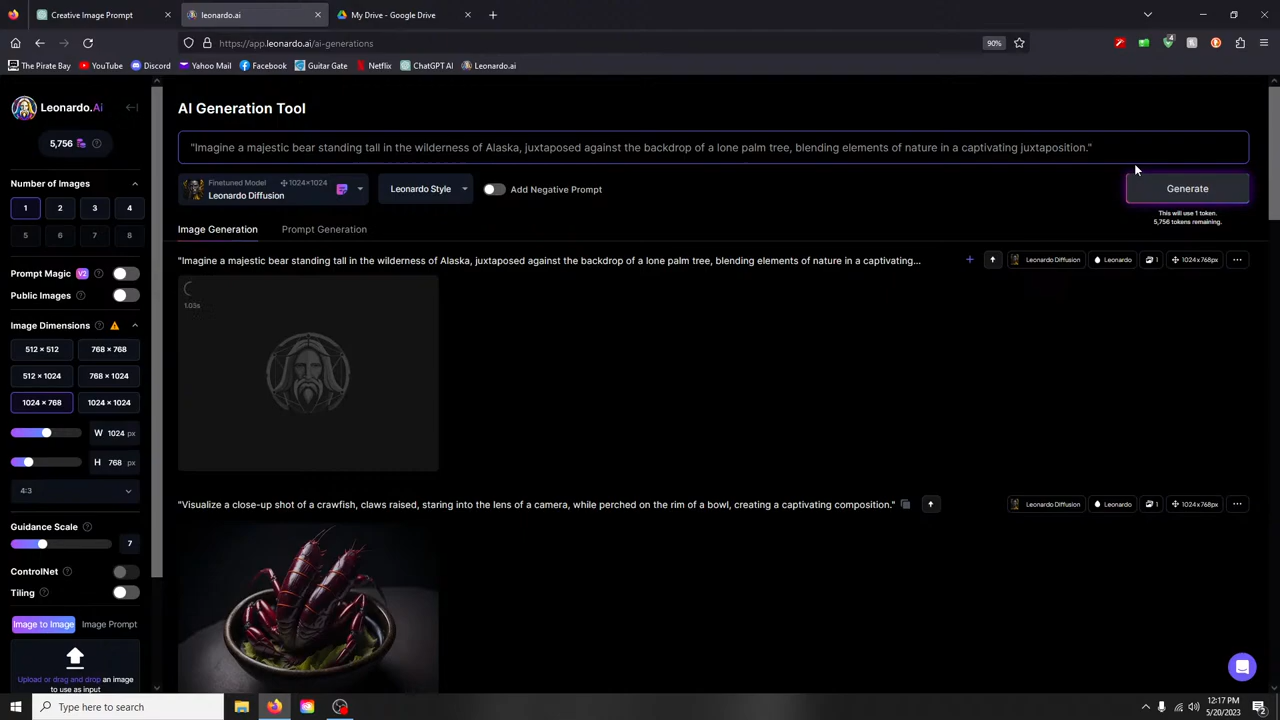 Creative Image Prompt
leonardo.ai
My Drive - Google Drive
https://app.leonardo.ai/ai-generations
90%
4
The Pirate Bay
YouTube
Discord
Yahoo Mail
Facebook
Guitar Gate
Netflix
ChatGPT AI
Leonardo.ai
Leonardo.Ai
5,756
Number of Images
1
2
3
4
5
6
7
8
Prompt Magic
V2
Public Images
Image Dimensions
512 × 512
768 × 768
512 × 1024
768 × 1024
1024 × 768
1024 × 1024
W 1024 px
H 768 px
4:3
Guidance Scale
7
ControlNet
Tiling
Image to Image
Image Prompt
Upload or drag and drop an image
to use as input
AI Generation Tool
"Imagine a majestic bear standing tall in the wilderness of Alaska, juxtaposed against the backdrop of a lone palm tree, blending elements of nature in a captivating juxtaposition."
Finetuned Model
1024×1024
Leonardo Diffusion
Leonardo Style
Add Negative Prompt
Generate
This will use 1 token.
5,756 tokens remaining.
Image Generation
Prompt Generation
"Imagine a majestic bear standing tall in the wilderness of Alaska, juxtaposed against the backdrop of a lone palm tree, blending elements of nature in a captivating...
Leonardo Diffusion
Leonardo
1
1024x768px
1.03s
"Visualize a close-up shot of a crawfish, claws raised, staring into the lens of a camera, while perched on the rim of a bowl, creating a captivating composition."
Leonardo Diffusion
Leonardo
1
1024x768px
Type here to search
12:17 PM
5/20/2023
2